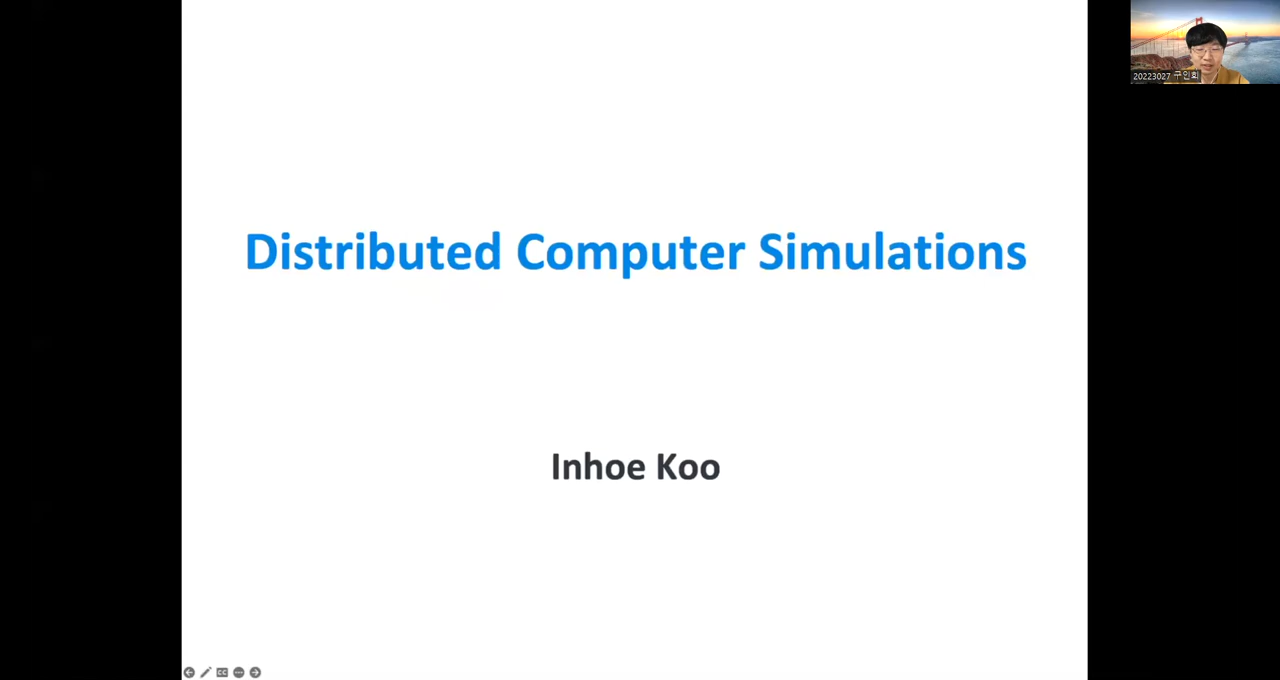 Distributed Computer Simulations
Inhoe Koo
20223027 구인회